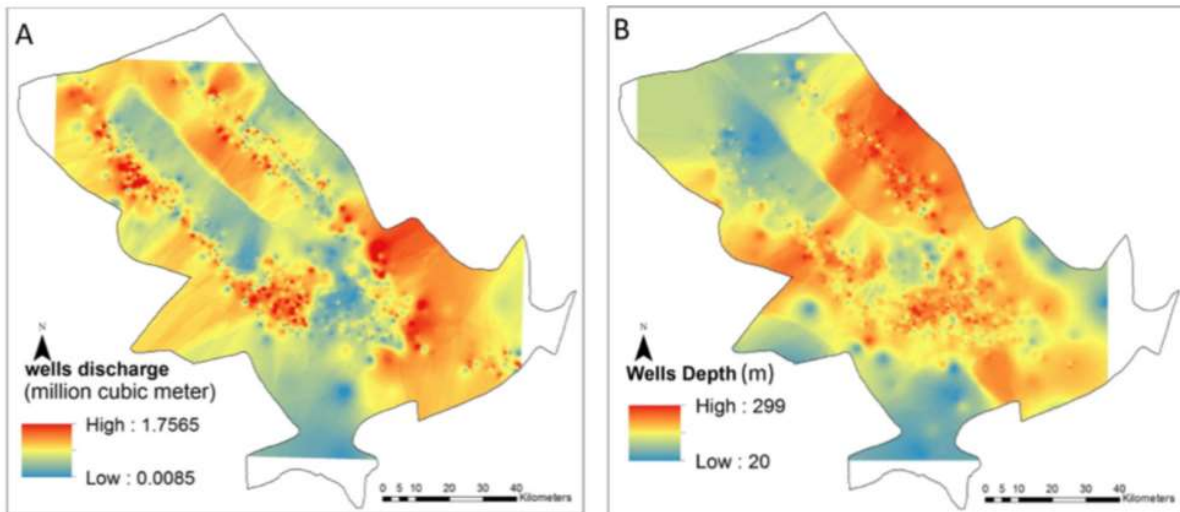 A
N
wells discharge
(million cubic meter)
High : 1.7565
Low : 0.0085
0 5 10 20 30 40
Kilometers
B
N
Wells Depth (m)
High : 299
Low : 20
0 5 10 20 30 40
Kilometers